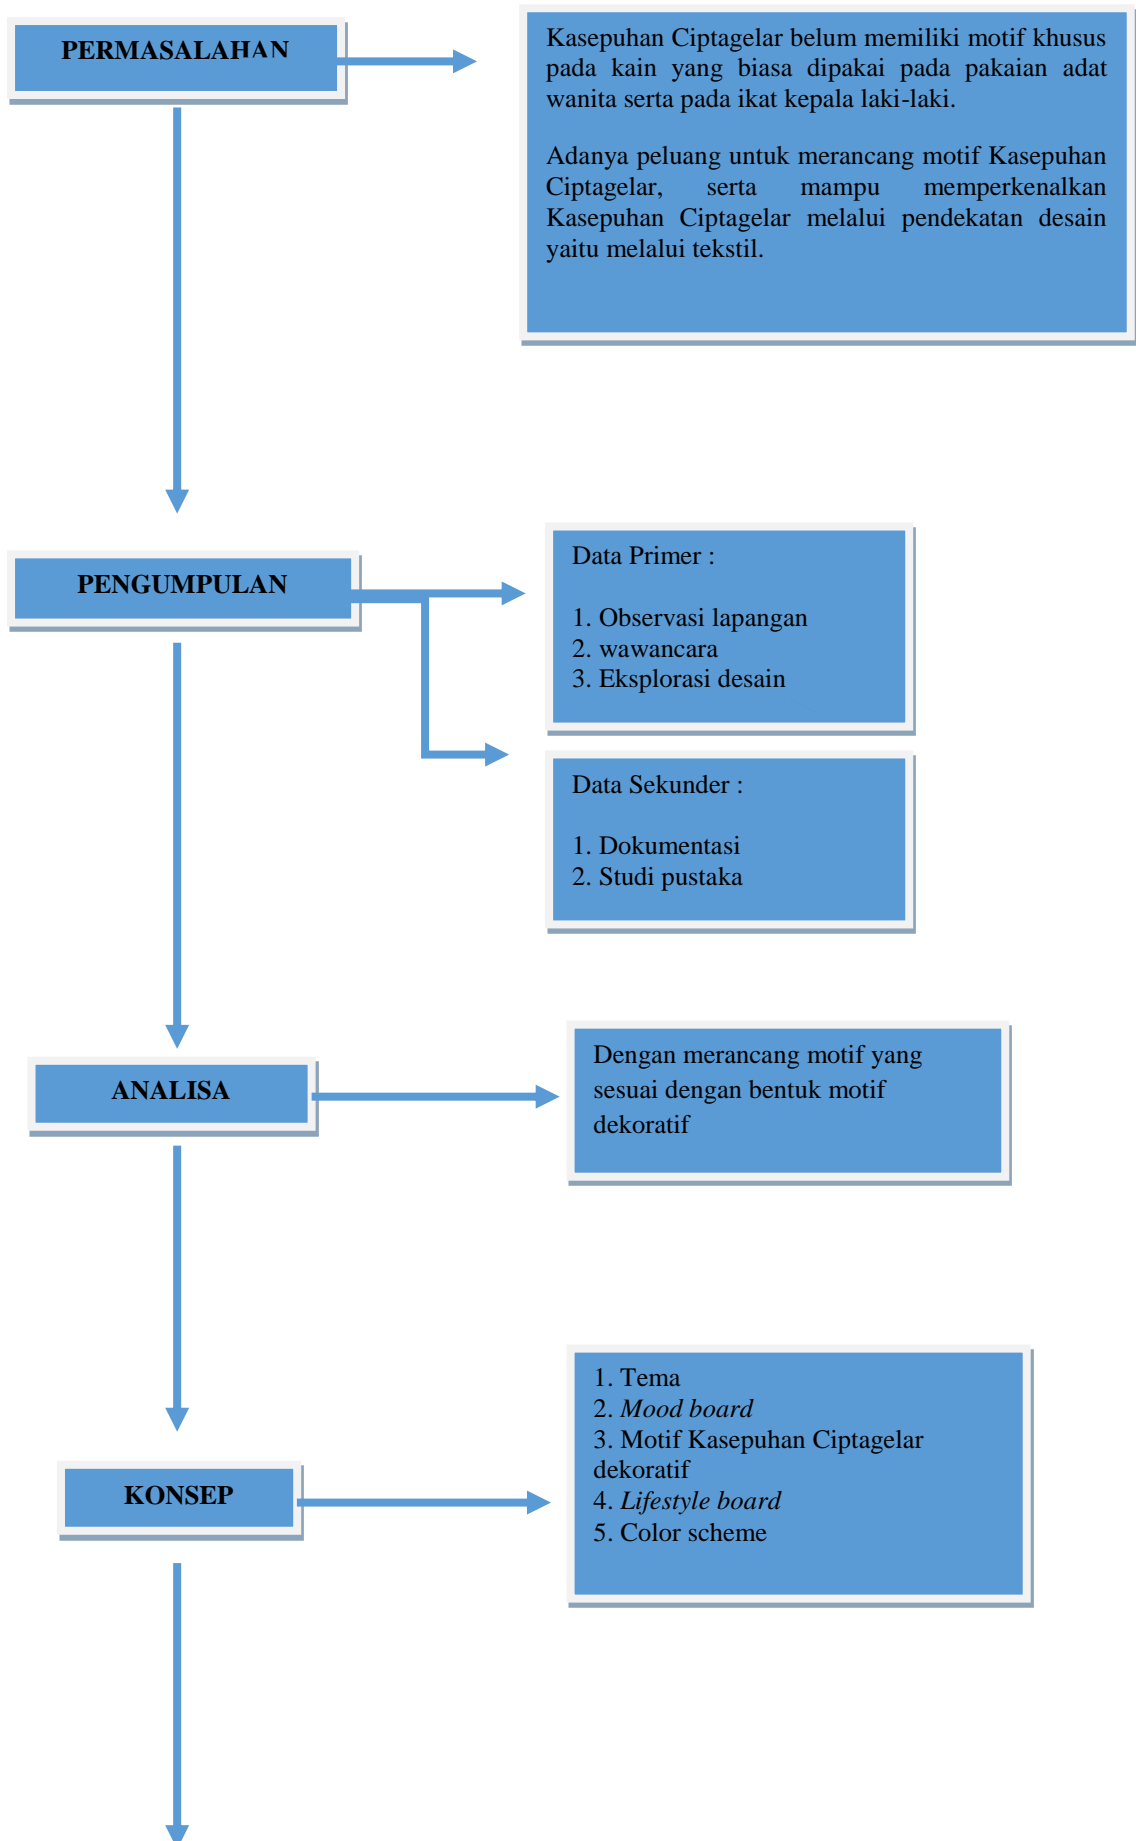 PERMASALAHAN
Kasepuhan Ciptagelar belum memiliki motif khusus
pada kain yang biasa dipakai pada pakaian adat
wanita serta pada ikat kepala laki-laki.
Adanya peluang untuk merancang motif Kasepuhan
Ciptagelar, serta mampu memperkenalkan
Kasepuhan Ciptagelar melalui pendekatan desain
yaitu melalui tekstil.
PENGUMPULAN
Data Primer :
1. Observasi lapangan
2. wawancara
3. Eksplorasi desain
Data Sekunder :
1. Dokumentasi
2. Studi pustaka
ANALISA
Dengan merancang motif yang
sesuai dengan bentuk motif
dekoratif
KONSEP
1. Tema
2. Mood board
3. Motif Kasepuhan Ciptagelar
dekoratif
4. Lifestyle board
5. Color scheme